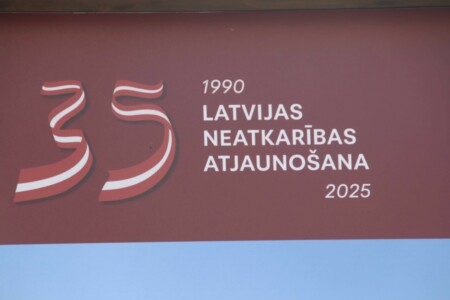 35
1990
LATVIJAS
NEATKARĪBAS
ATJAUNOŠANA
2025